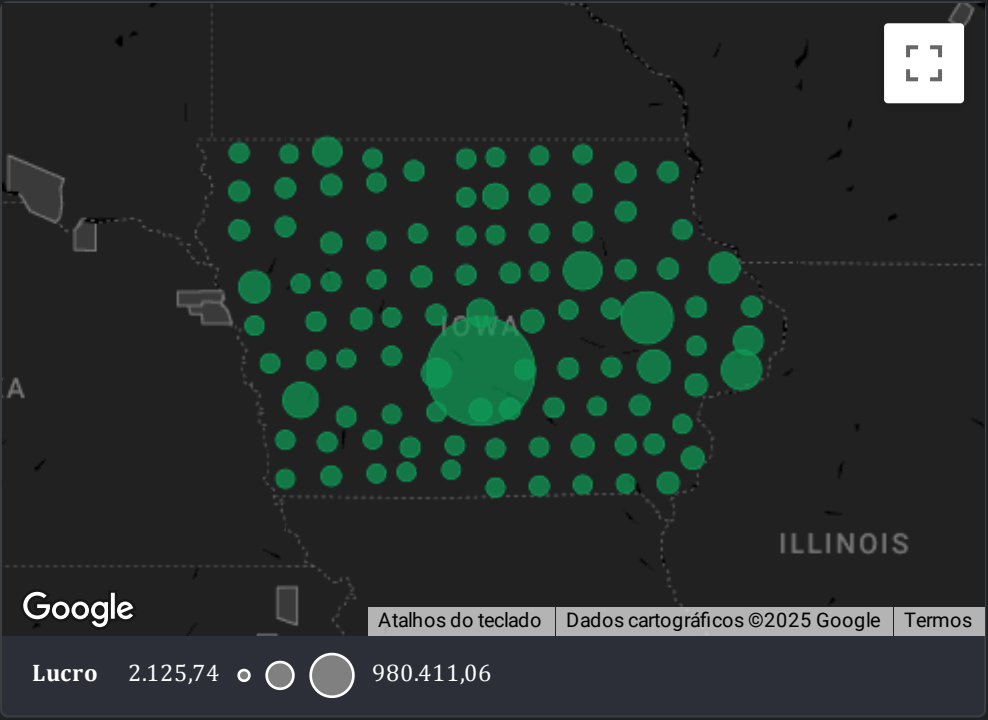 IOWA
A
ILLINOIS
Google
Atalhos do teclado Dados cartográficos ©2025 Google Termos
Lucro 2.125,74 980.411,06